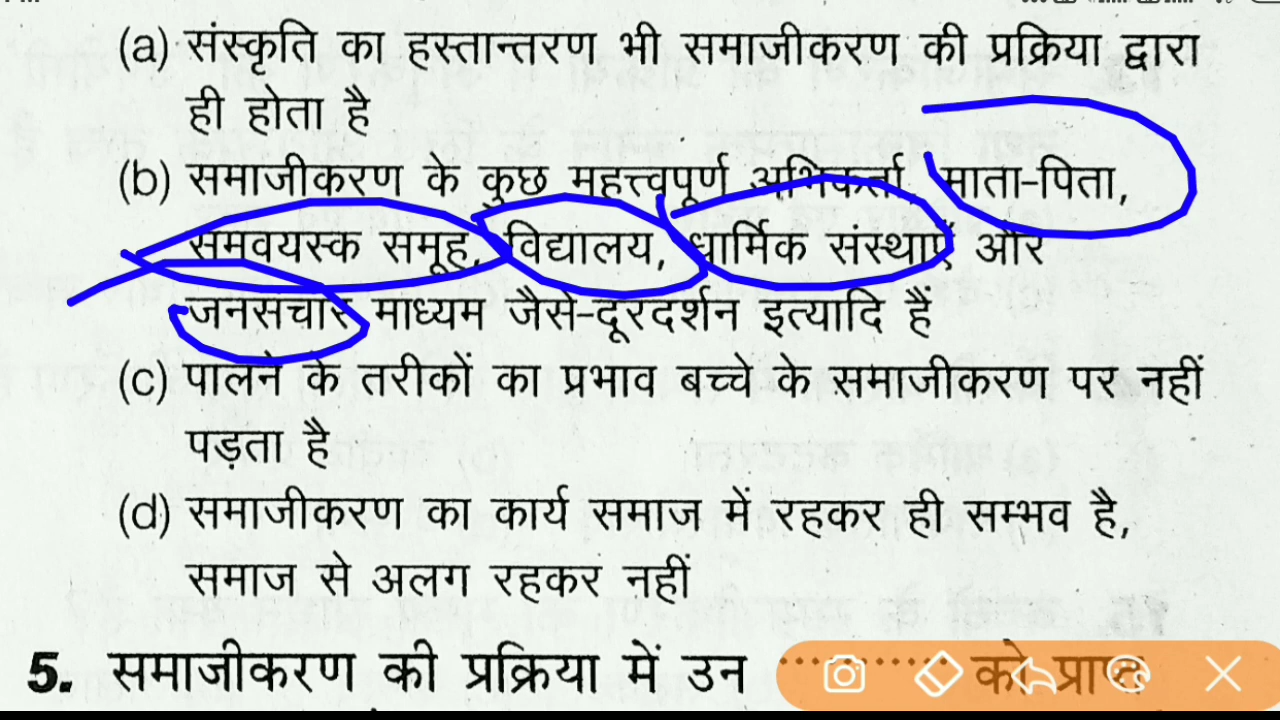 (a) संस्कृति का हस्तान्तरण भी समाजीकरण की प्रक्रिया द्वारा
ही होता है
(b) समाजीकरण के कुछ महत्त्वपूर्ण अभिकर्ता, माता-पिता,
समवयस्क समूह, विद्यालय, धार्मिक संस्थाएँ और
जनसंचार माध्यम जैसे-दूरदर्शन इत्यादि हैं
(c) पालने के तरीकों का प्रभाव बच्चे के समाजीकरण पर नहीं
पड़ता है
(d) समाजीकरण का कार्य समाज में रहकर ही सम्भव है,
समाज से अलग रहकर नहीं
5. समाजीकरण की प्रक्रिया में उन .......... को प्राप्त